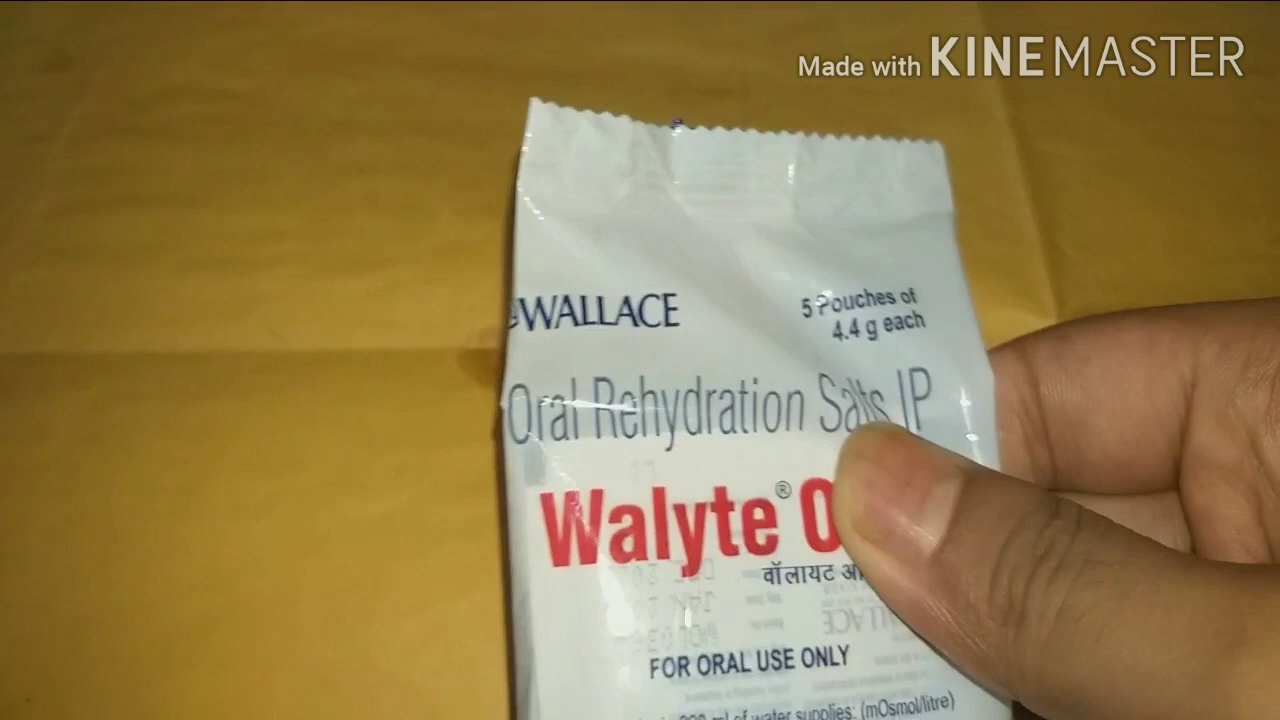 Made with KINEMASTER
WALLACE
5 Pouches of
4.4 g each
Oral Rehydration Salts IP
Walyte® O
वॉलायट
FOR ORAL USE ONLY
ml of water supplies: (mOsmol/litre)